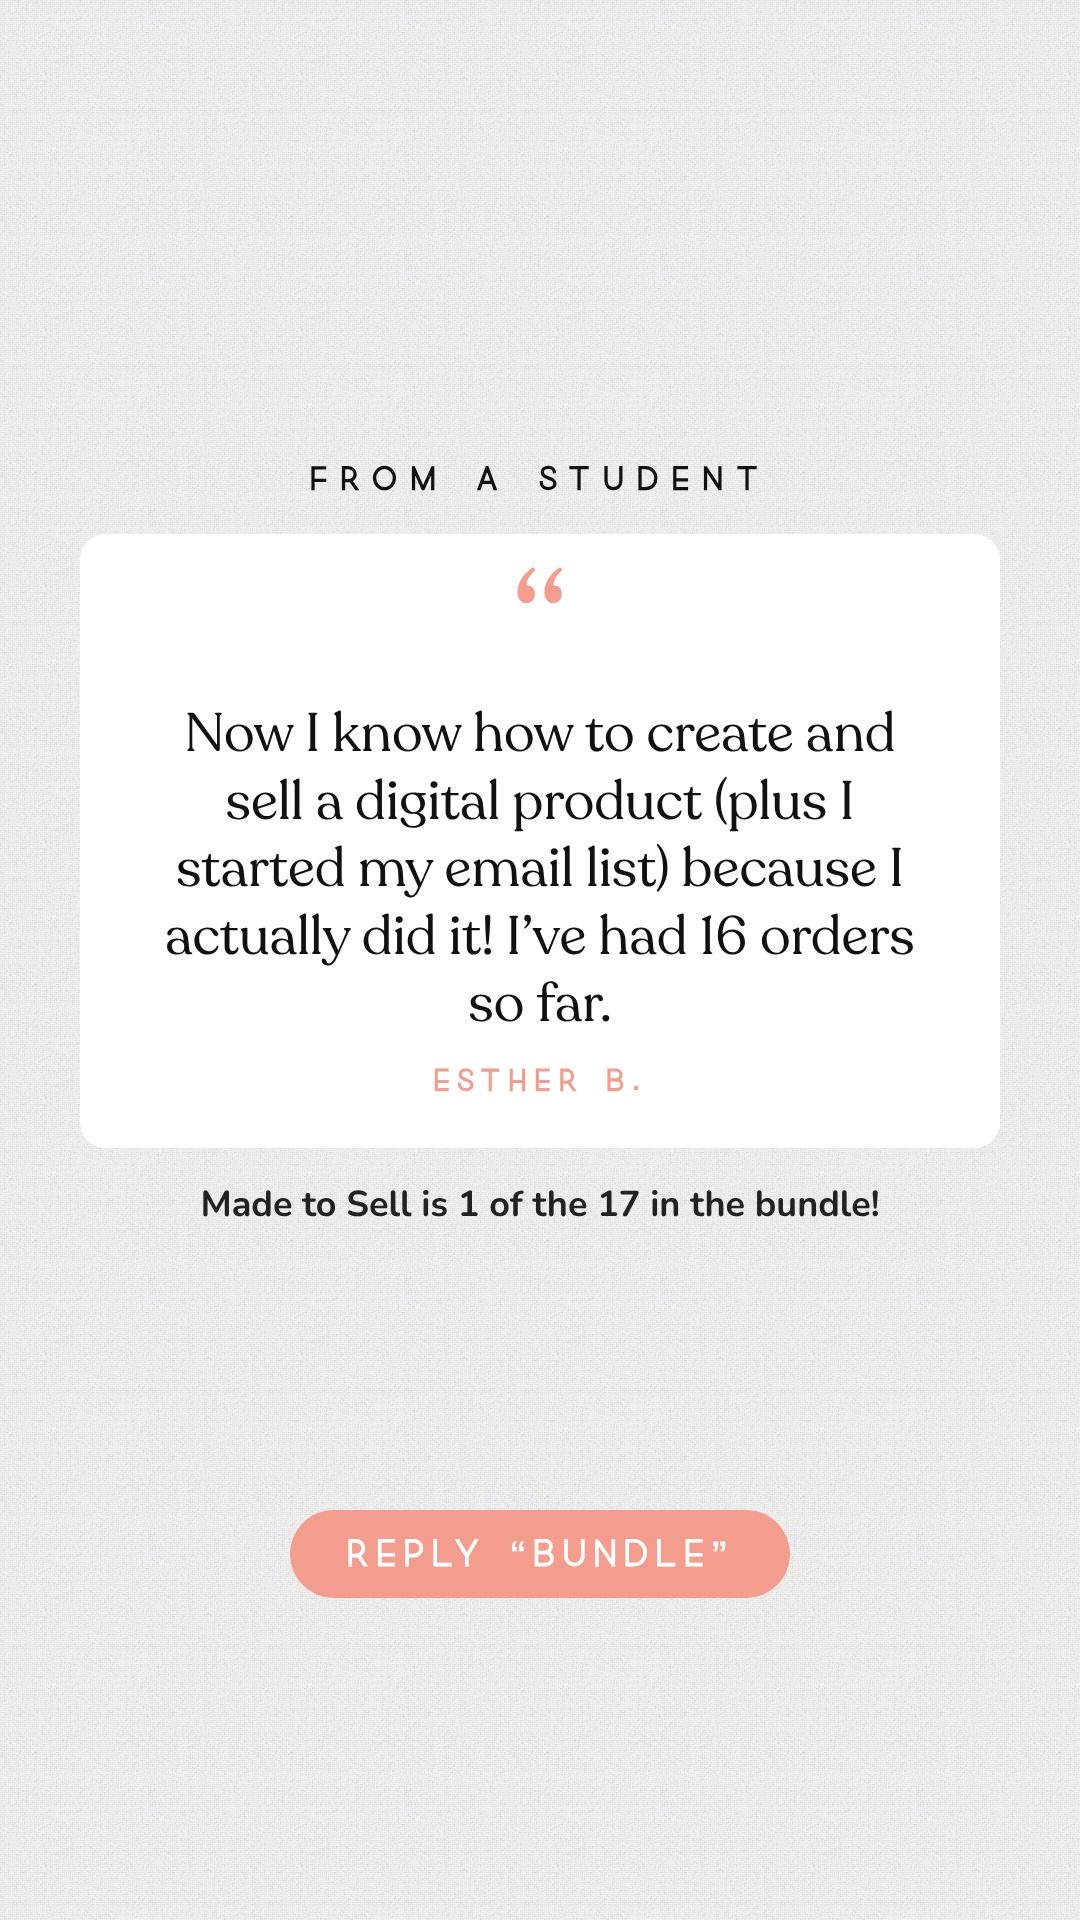 FROM A STUDENT
“
Now I know how to create and
sell a digital product (plus I
started my email list) because I
actually did it! I’ve had 16 orders
so far.
ESTHER B.
Made to Sell is 1 of the 17 in the bundle!
REPLY “BUNDLE”